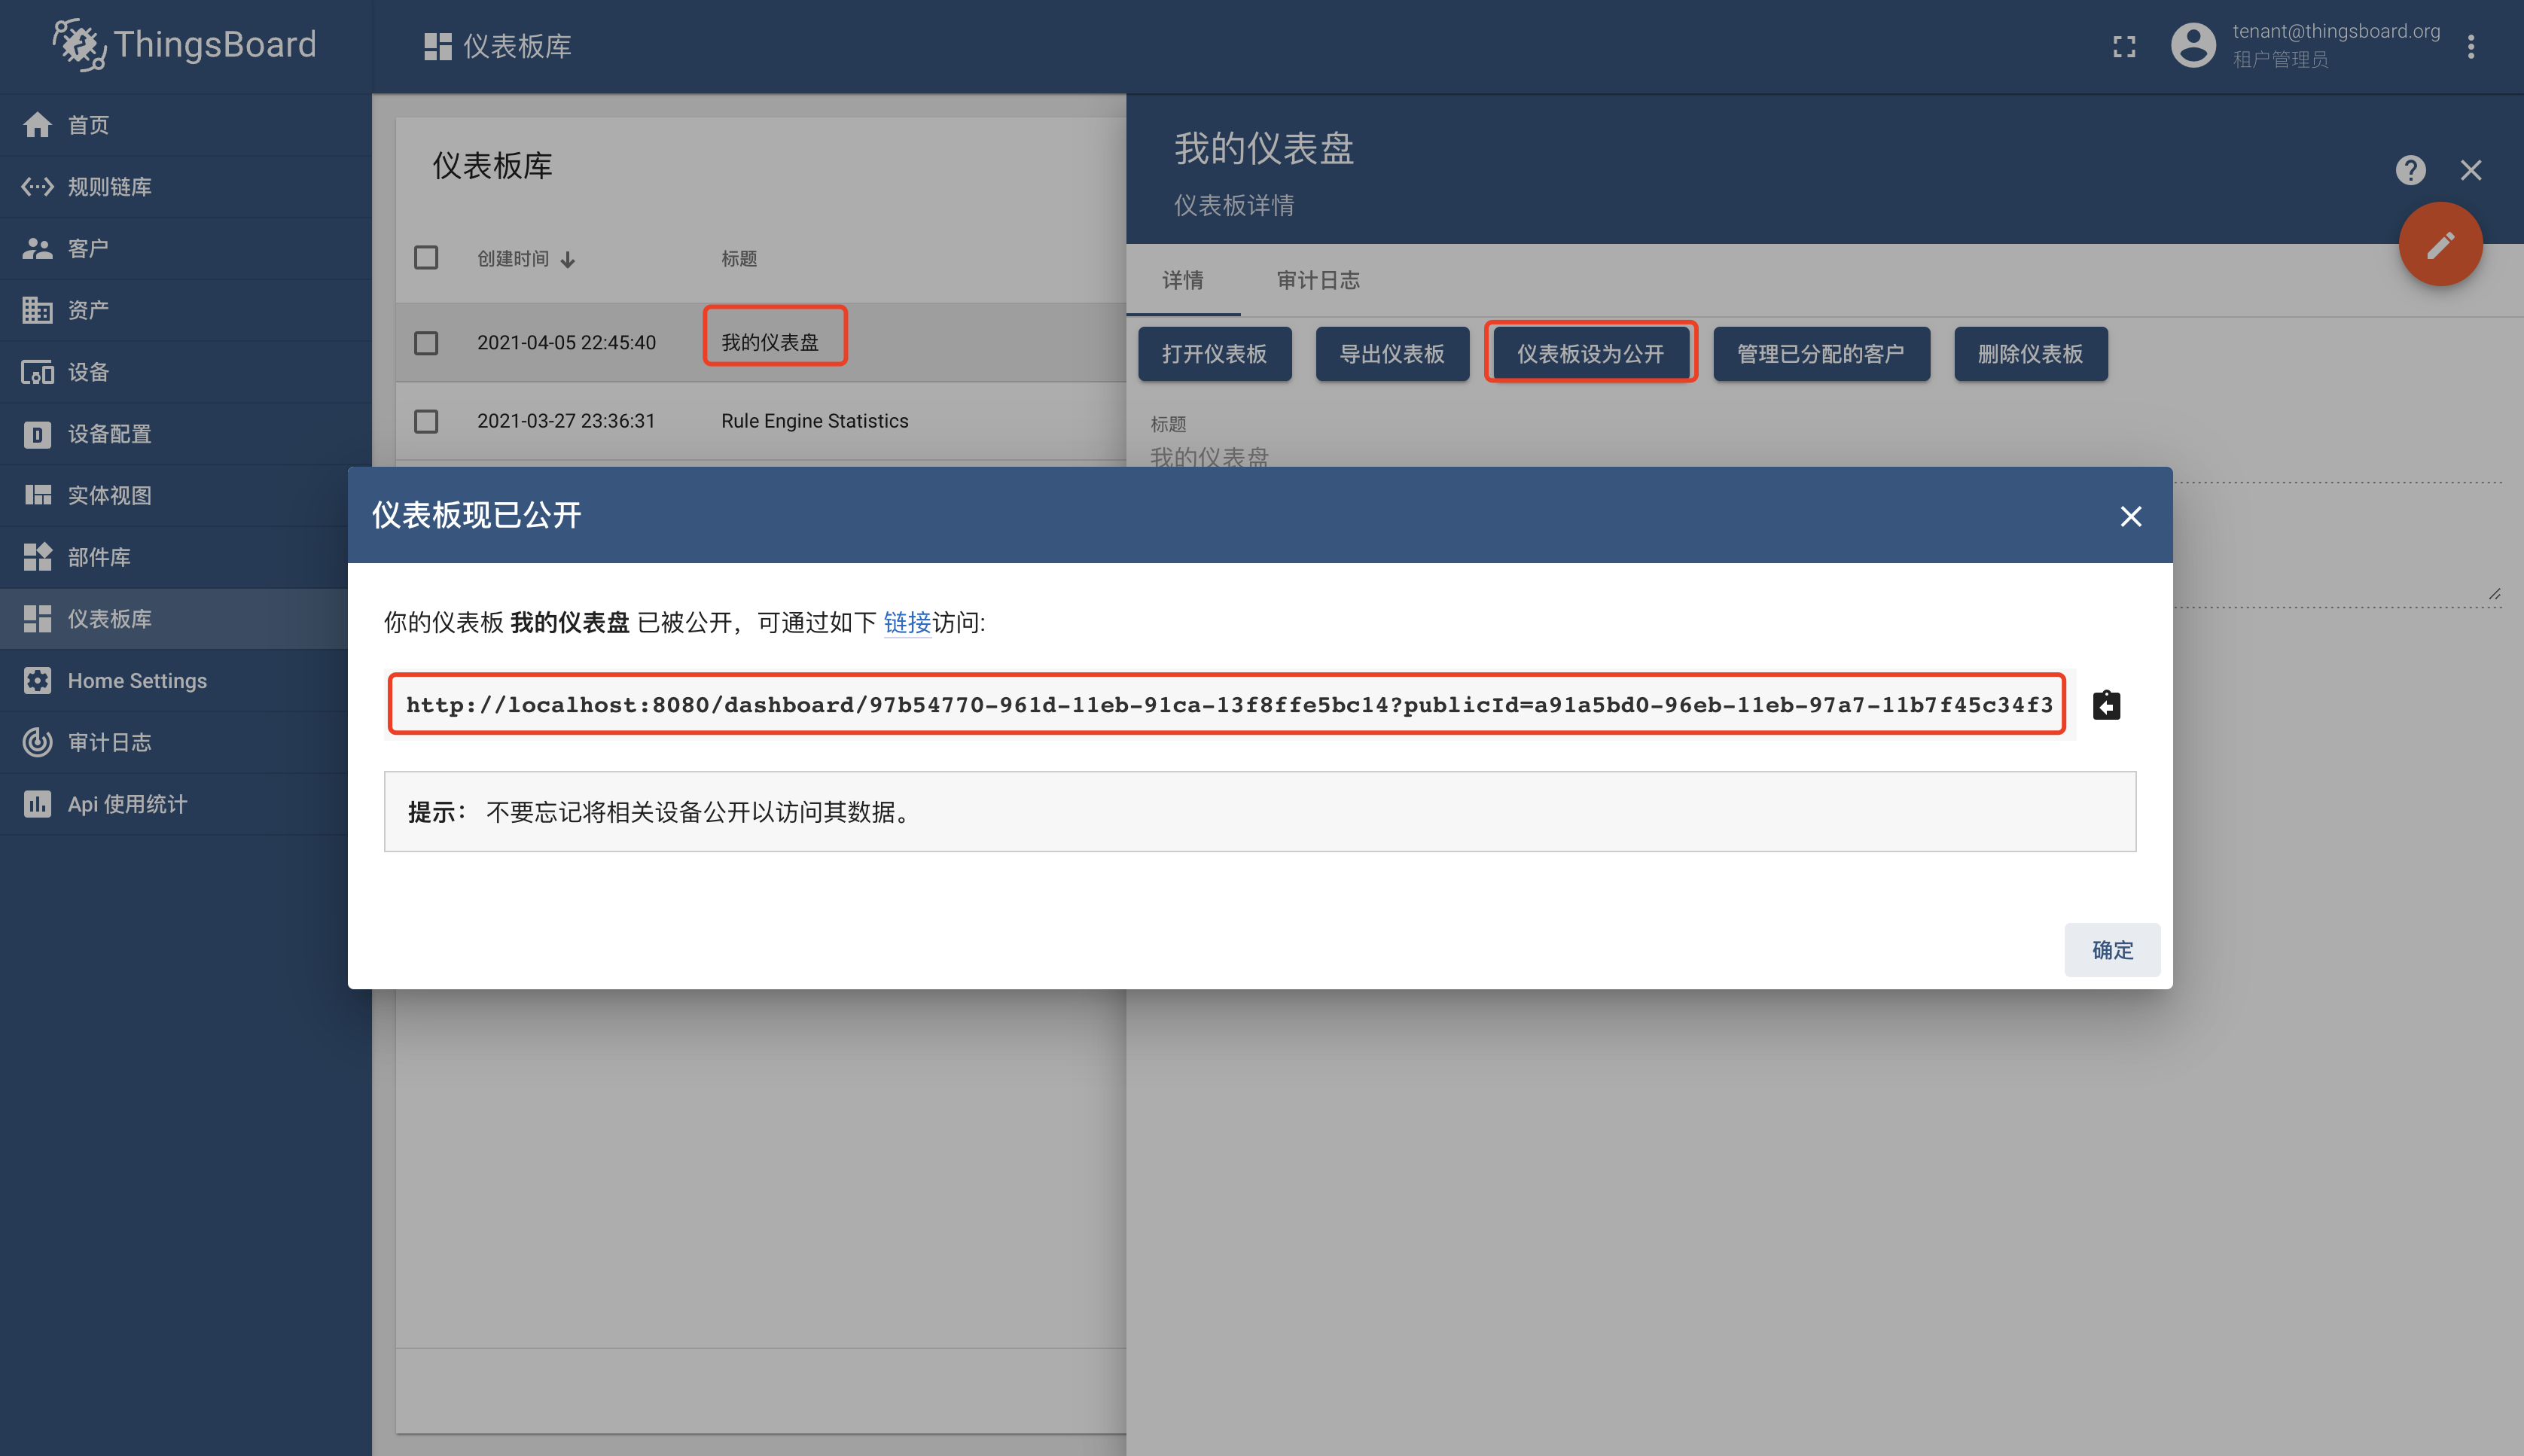 ThingsBoard
仪表板库
tenant@thingsboard.org
租户管理员
首页
规则链库
客户
资产
设备
设备配置
实体视图
部件库
仪表板库
Home Settings
审计日志
Api 使用统计
仪表板库
创建时间 标题
2021-04-05 22:45:40 我的仪表盘
2021-03-27 23:36:31 Rule Engine Statistics
我的仪表盘
仪表板详情
详情 审计日志
打开仪表板 导出仪表板 仪表板设为公开 管理已分配的客户 删除仪表板
标题
我的仪表盘
仪表板现已公开
你的仪表板 我的仪表盘 已被公开，可通过如下 链接访问:
http://localhost:8080/dashboard/97b54770-961d-11eb-91ca-13f8ffe5bc14?publicId=a91a5bd0-96eb-11eb-97a7-11b7f45c34f3
提示： 不要忘记将相关设备公开以访问其数据。
确定